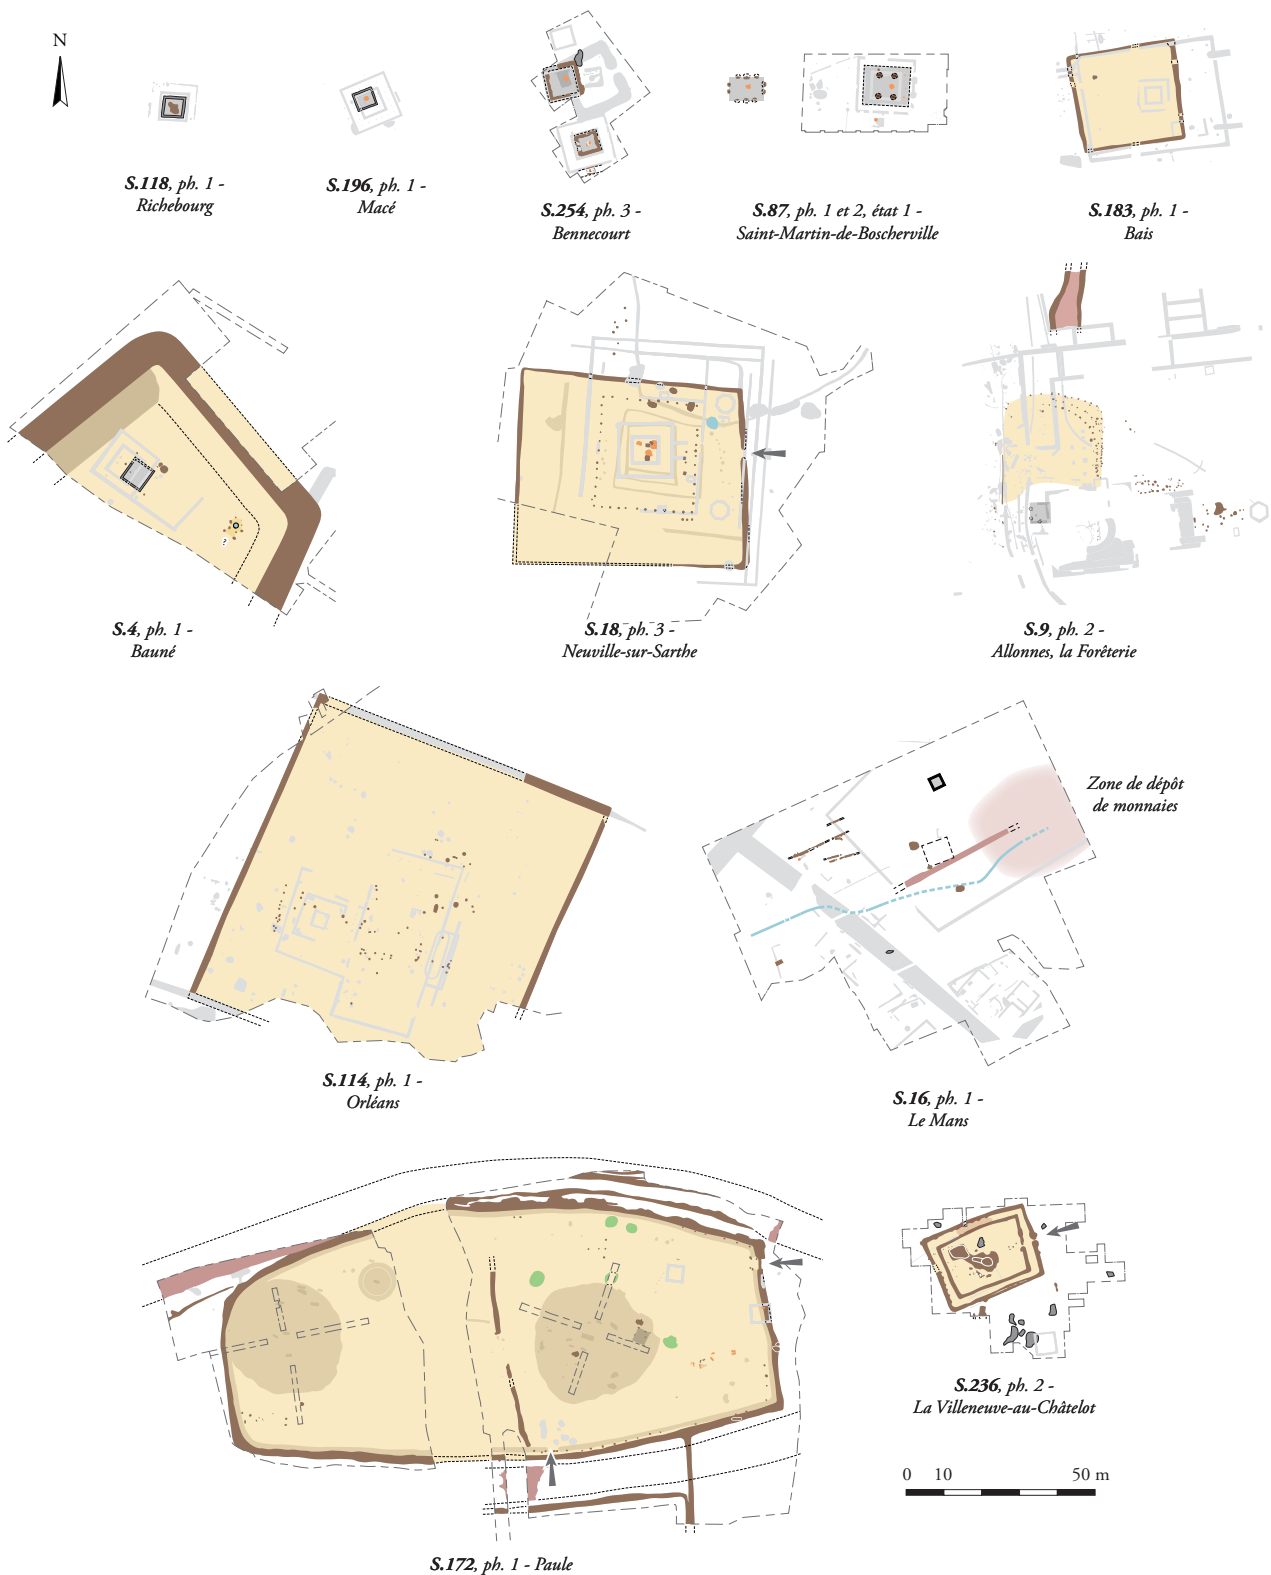 N
S.118, ph. 1 -
Richebourg
S.196, ph. 1 -
Macé
S.254, ph. 3 -
Bennecourt
S.87, ph. 1 et 2, état 1 -
Saint-Martin-de-Boscherville
S.183, ph. 1 -
Bais
?
S.4, ph. 1 -
Bauné
S.18, ph. 3 -
Neuville-sur-Sarthe
S.9, ph. 2 -
Allonnes, la Forêterie
S.114, ph. 1 -
Orléans
Zone de dépôt
de monnaies
S.16, ph. 1 -
Le Mans
S.172, ph. 1 - Paule
S.236, ph. 2 -
La Villeneuve-au-Châtelot
0 10 50 m